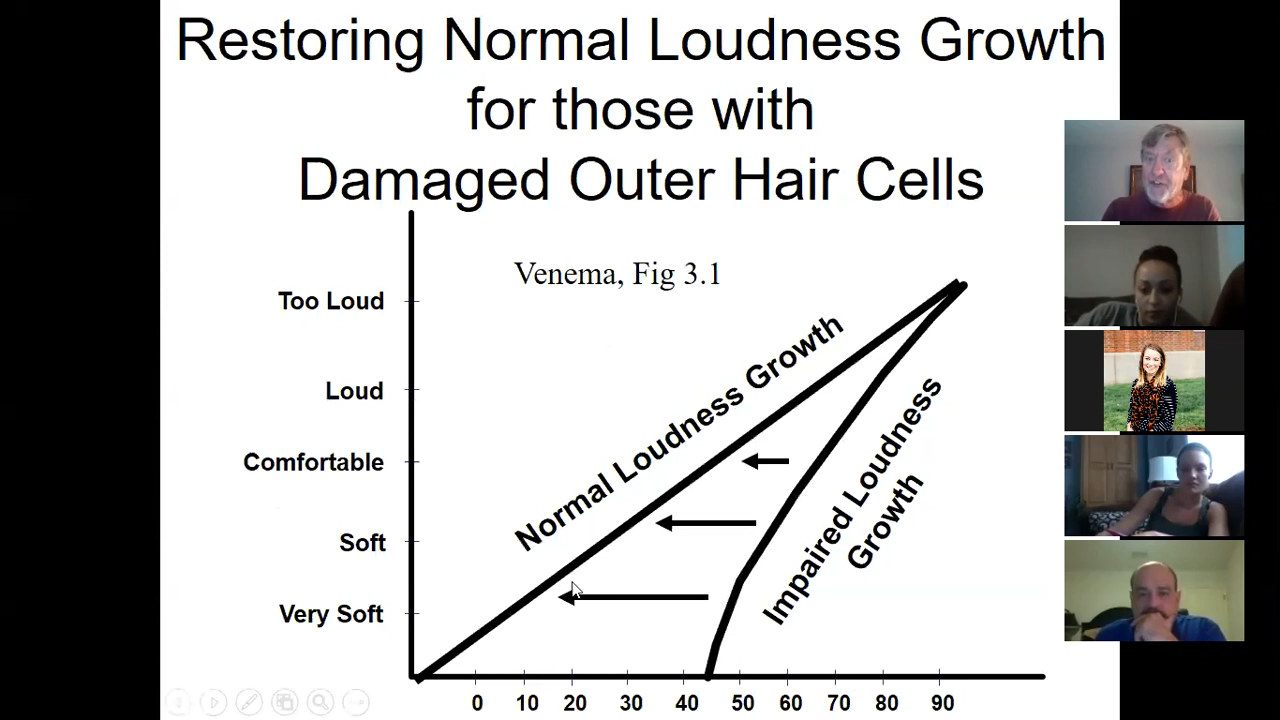 Restoring Normal Loudness Growth
for those with
Damaged Outer Hair Cells
Venema, Fig 3.1
Too Loud
Loud
Comfortable
Soft
Very Soft
Normal Loudness Growth
Impaired Loudness
Growth
0 10 20 30 40 50 60 70 80 90